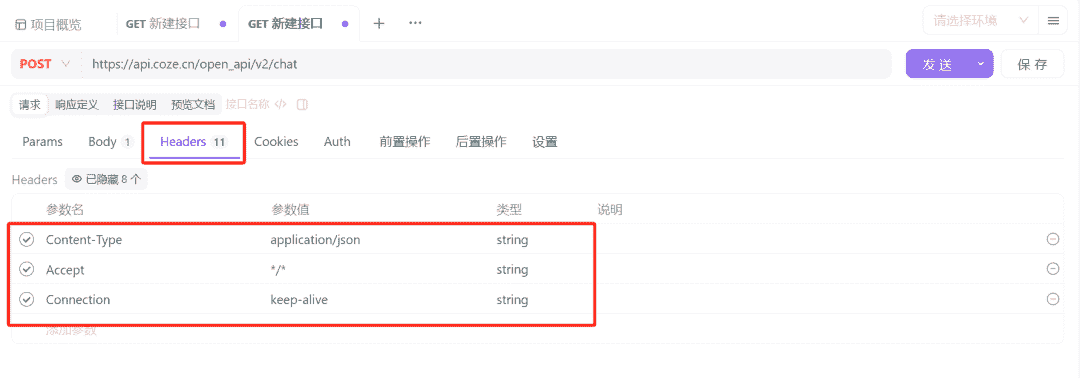 项目概览 GET 新建接口 GET 新建接口 请选择环境
POST https://api.coze.cn/open_api/v2/chat 发 送 保 存
请求 响应定义 接口说明 预览文档 接口名称
Params Body 1 Headers 11 Cookies Auth 前置操作 后置操作 设置
Headers 已隐藏 8 个
参数名 参数值 类型 说明
Content-Type application/json string
Accept */* string
Connection keep-alive string
添加参数